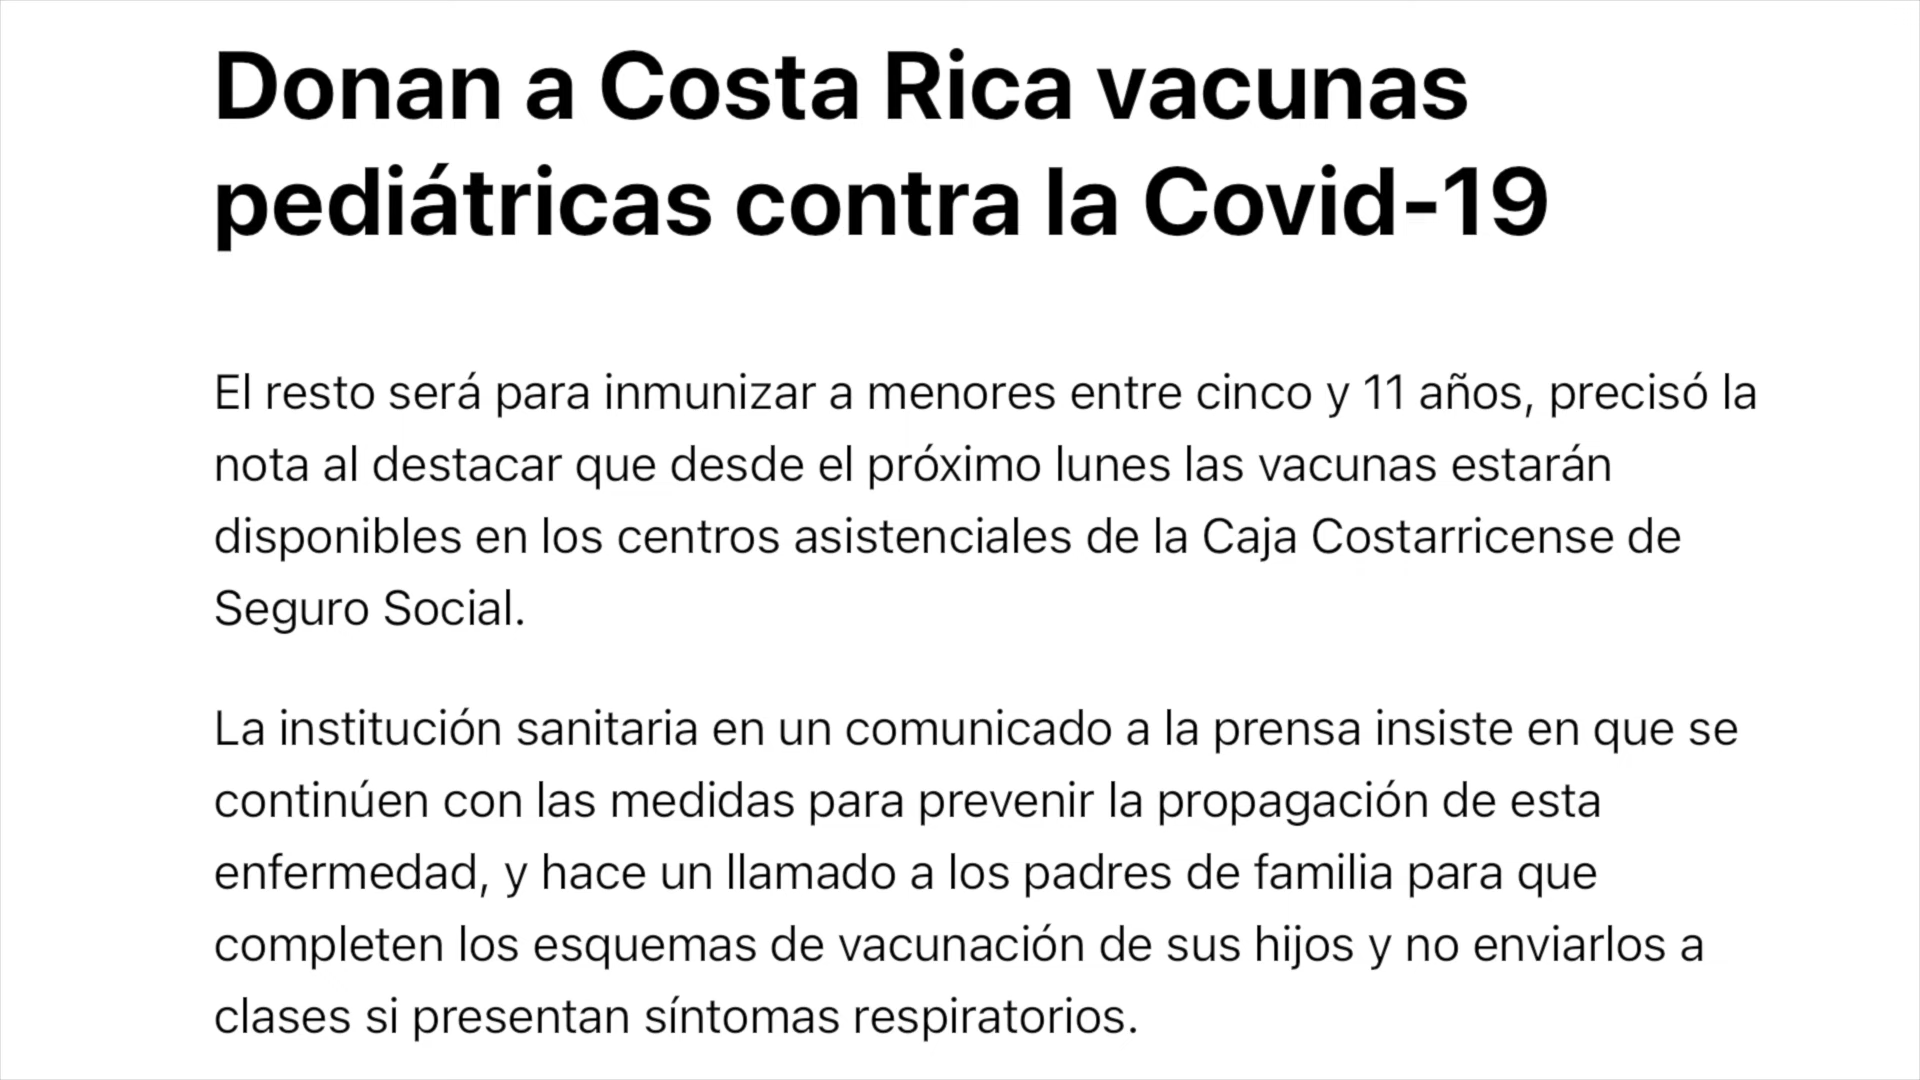 Donan a Costa Rica vacunas
pediátricas contra la Covid-19
El resto será para inmunizar a menores entre cinco y 11 años, precisó la
nota al destacar que desde el próximo lunes las vacunas estarán
disponibles en los centros asistenciales de la Caja Costarricense de
Seguro Social.
La institución sanitaria en un comunicado a la prensa insiste en que se
continúen con las medidas para prevenir la propagación de esta
enfermedad, y hace un llamado a los padres de familia para que
completen los esquemas de vacunación de sus hijos y no enviarlos a
clases si presentan síntomas respiratorios.